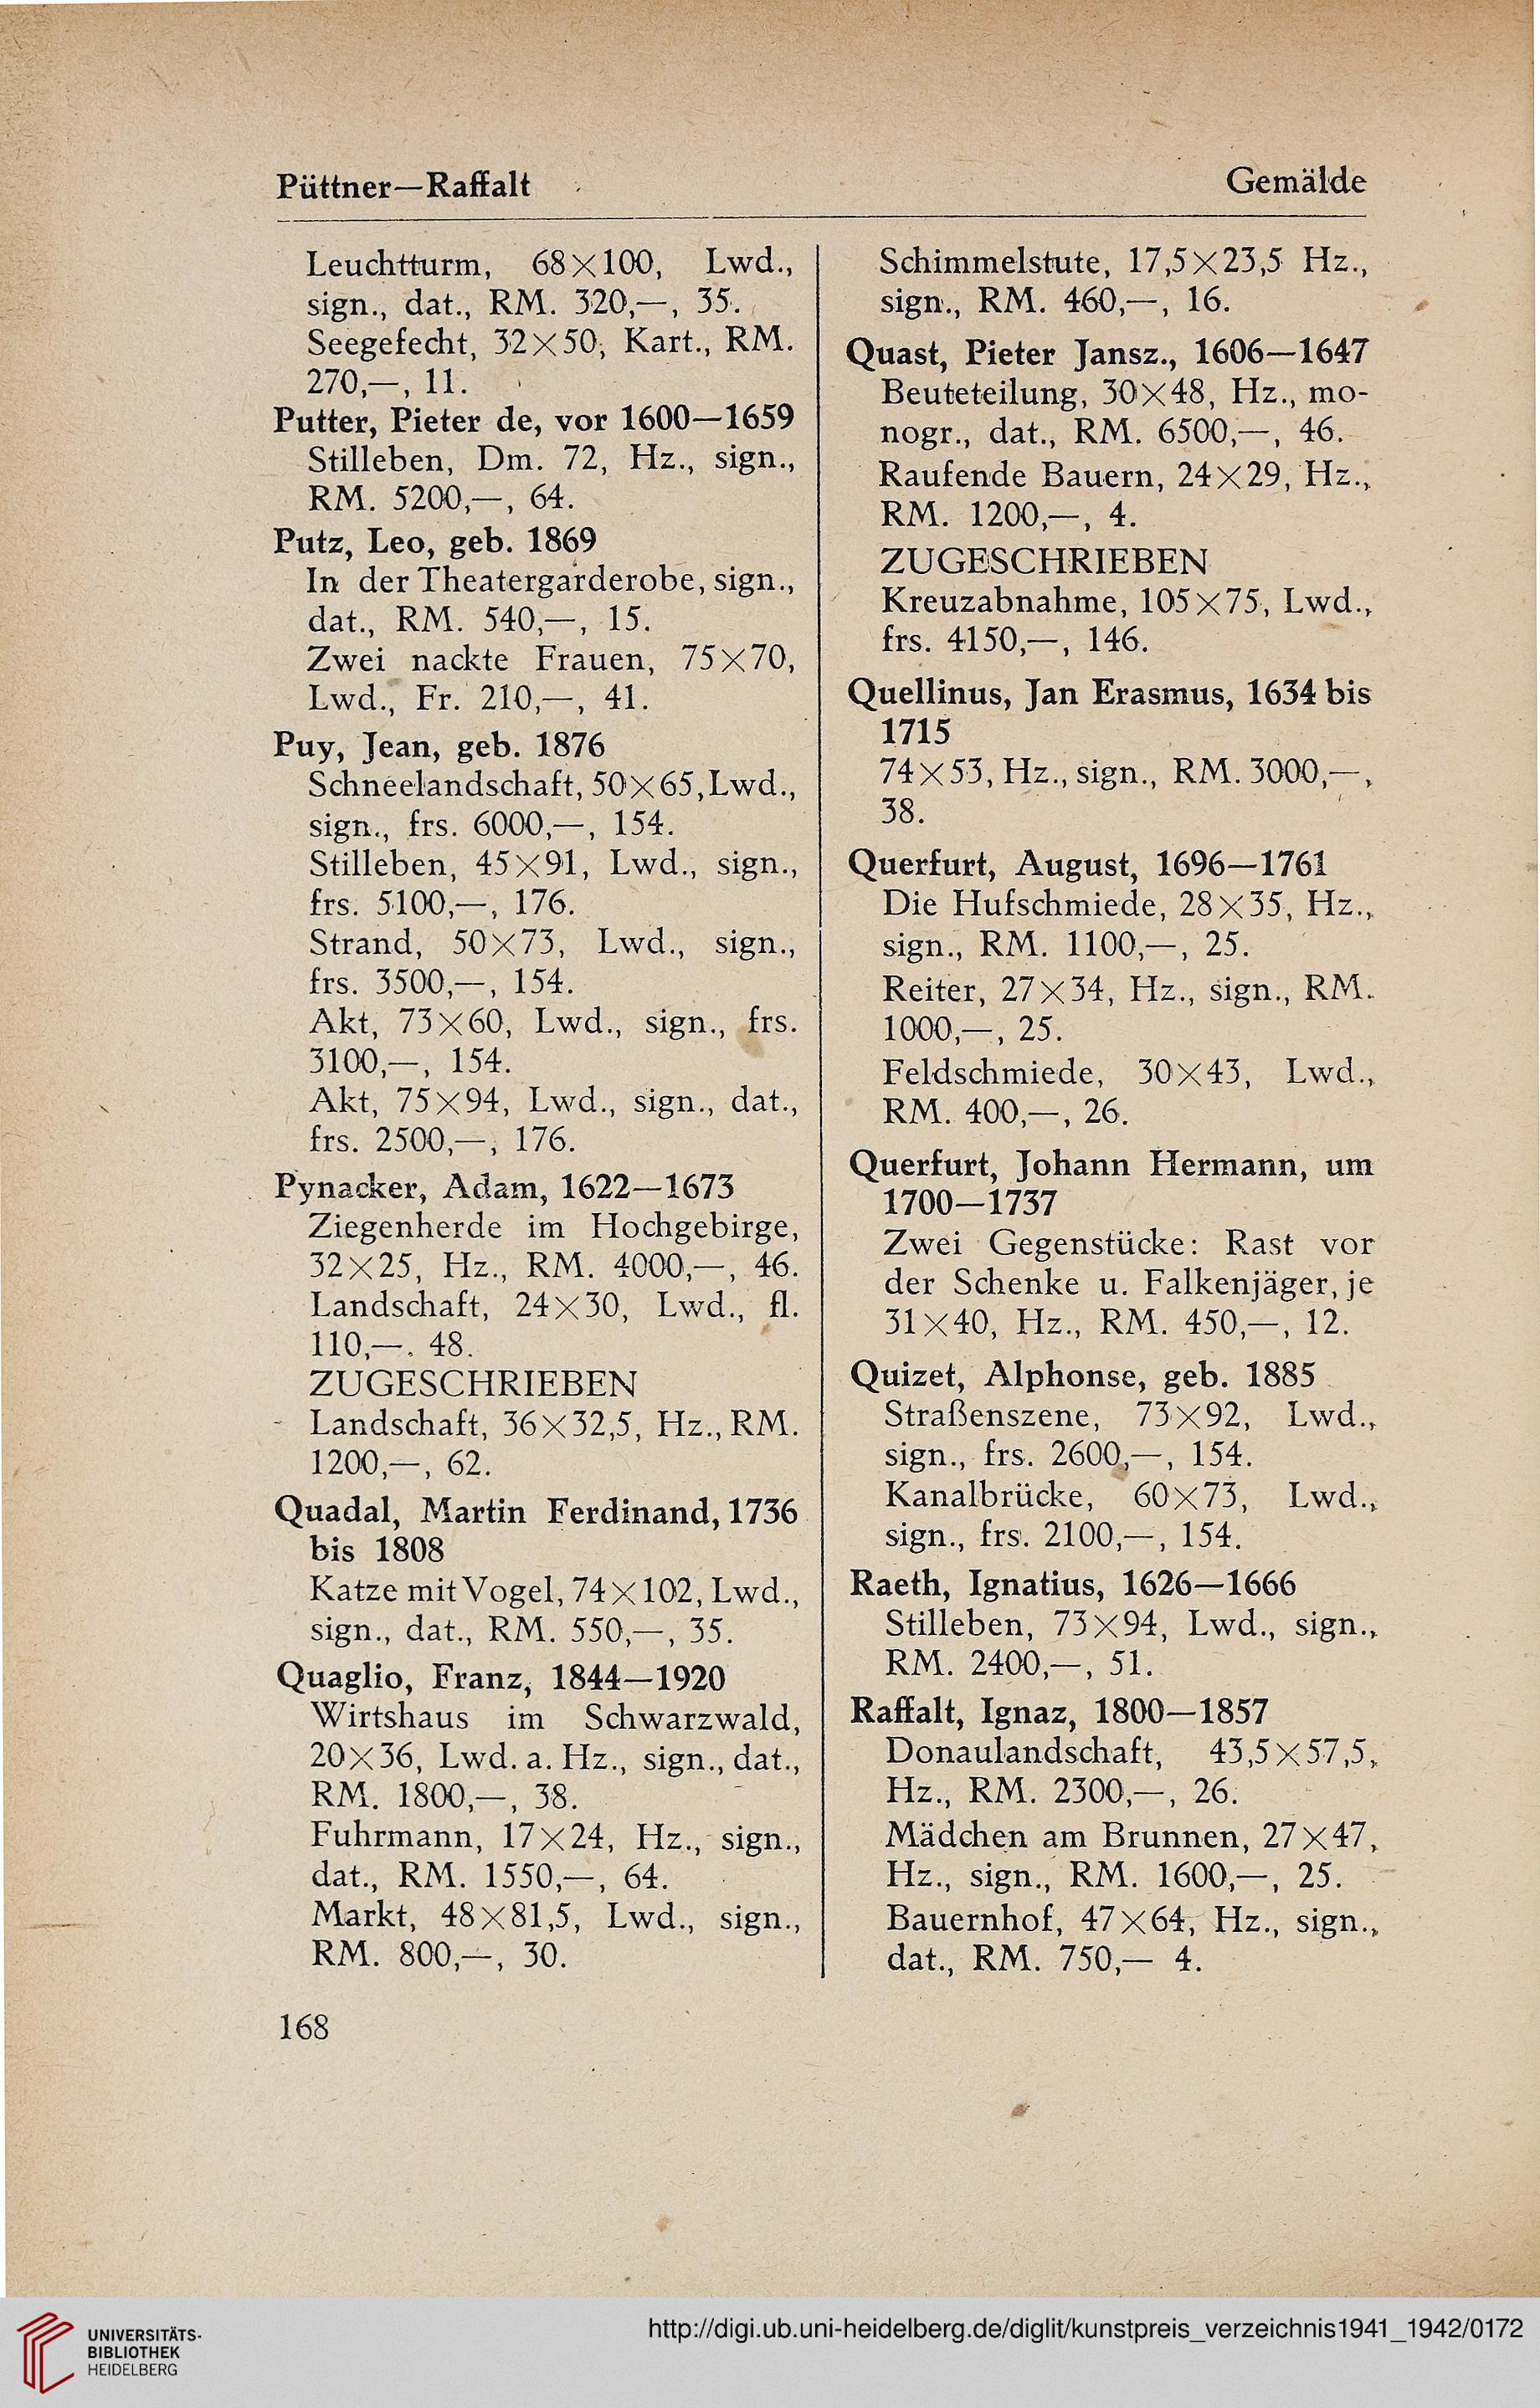 Püttner—Raffalt
Gemälde
Leuchtturm, 68×100, Lwd.,
sign., dat., RM. 320,—, 35.
Seegefecht, 32×50, Kart., RM.
270,—, 11.
Putter, Pieter de, vor 1600—1659
Stilleben, Dm. 72, Hz., sign.,
RM. 5200,—, 64.
Putz, Leo, geb. 1869
In der Theatergarderobe, sign.,
dat., RM. 540,—, 15.
Zwei nackte Frauen, 75×70,
Lwd., Fr. 210,—, 41.
Puy, Jean, geb. 1876
Schneelandschaft, 50×65, Lwd.,
sign., frs. 6000,—, 154.
Stilleben, 45×91, Lwd., sign.,
frs. 5100,—, 176.
Strand, 50×73, Lwd., sign.,
frs. 3500,—, 154.
Akt, 73×60, Lwd., sign., frs.
3100,—, 154.
Akt, 75×94, Lwd., sign., dat.,
frs. 2500,—, 176.
Pynacker, Adam, 1622—1673
Ziegenherde im Hochgebirge,
32×25, Hz., RM. 4000,—, 46.
Landschaft, 24×30, Lwd., fl.
110,—. 48.
ZUGESCHRIEBEN
Landschaft, 36×32,5, Hz., RM.
1200,—, 62.
Quadal, Martin Ferdinand, 1736
bis 1808
Katze mit Vogel, 74×102, Lwd.,
sign., dat., RM. 550,—, 35.
Quaglio, Franz, 1844—1920
Wirtshaus im Schwarzwald,
20×36, Lwd. a. Hz., sign., dat.,
RM. 1800,—, 38.
Fuhrmann, 17×24, Hz., sign.,
dat., RM. 1550,—, 64.
Markt, 48×81,5, Lwd., sign.,
RM. 800,—, 30.
Schimmelstute, 17,5×23,5 Hz.,
sign., RM. 460,—, 16.
Quast, Pieter Jansz., 1606—1647
Beuteteilung, 30×48, Hz., mo-
nogr., dat., RM. 6500,—, 46.
Raufende Bauern, 24×29, Hz.,
RM. 1200,—, 4.
ZUGESCHRIEBEN
Kreuzabnahme, 105×75, Lwd.,
frs. 4150,—, 146.
Quellinus, Jan Erasmus, 1634 bis
1715
74×53, Hz., sign., RM. 3000,—,
38.
Querfurt, August, 1696—1761
Die Hufschmiede, 28×35, Hz.,
sign., RM. 1100,—, 25.
Reiter, 27×34, Hz., sign., RM.
1000,—, 25.
Feldschmiede, 30×43, Lwd.,
RM. 400,—, 26.
Querfurt, Johann Hermann, um
1700—1737
Zwei Gegenstücke: Rast vor
der Schenke u. Falkenjäger, je
31×40, Hz., RM. 450,—, 12.
Quizet, Alphonse, geb. 1885
Straßenszene, 73×92, Lwd.,
sign., frs. 2600,—, 154.
Kanalbrücke, 60×73, Lwd.,
sign., frs. 2100,—, 154.
Raeth, Ignatius, 1626—1666
Stilleben, 73×94, Lwd., sign.,
RM. 2400,—, 51.
Raffalt, Ignaz, 1800—1857
Donaulandschaft, 43,5×57,5,
Hz., RM. 2300,—, 26.
Mädchen am Brunnen, 27×47,
Hz., sign., RM. 1600,—, 25.
Bauernhof, 47×64, Hz., sign.,
dat., RM. 750,— 4.
168
UNIVERSITÄTS-
BIBLIOTHEK
HEIDELBERG
http://digi.ub.uni-heidelberg.de/diglit/kunstpreis_verzeichnis1941_1942/0172